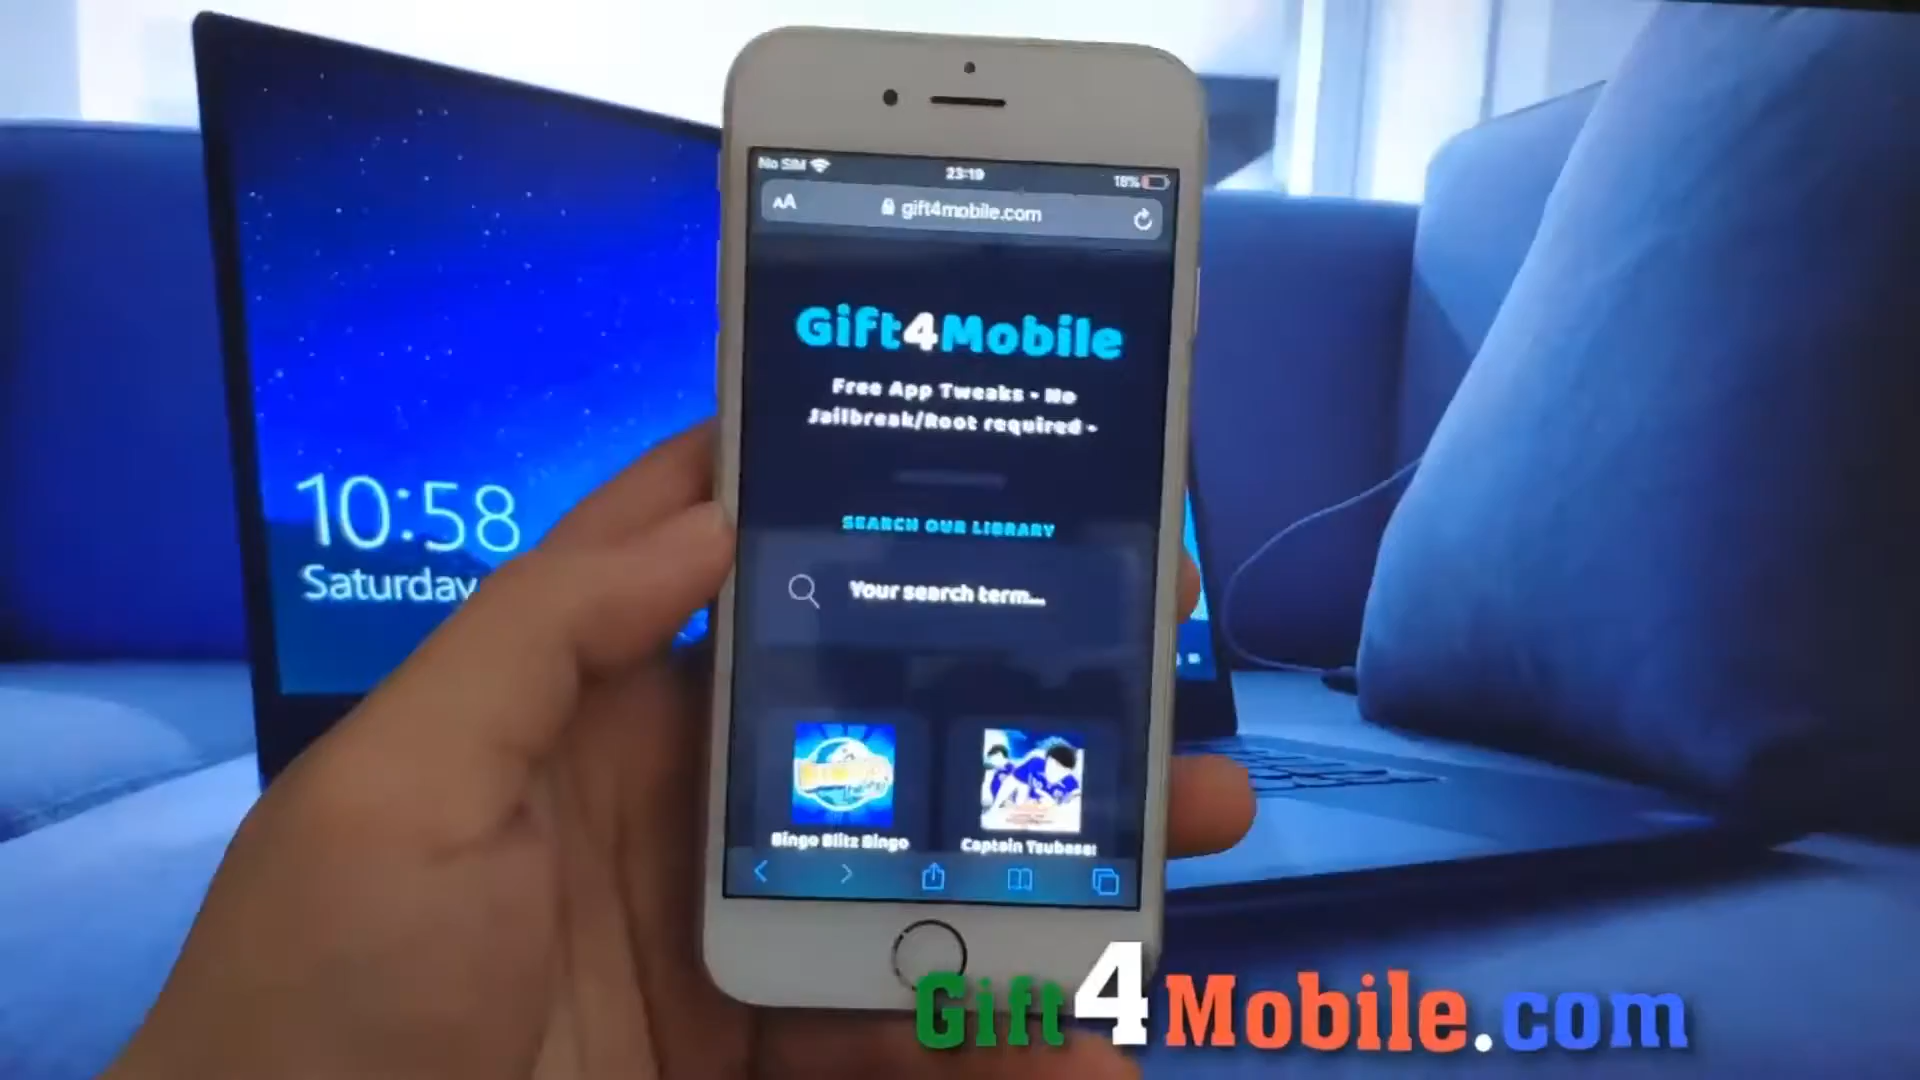 No SIM
23:19
18%
AA
gift4mobile.com
Gift4Mobile
Free App Tweaks - No
Jailbreak/Root required -
SEARCH OUR LIBRARY
Your search term...
Bingo Blitz Bingo
Captain Tsubasa:
10:58
Saturday
Gift4Mobile.com